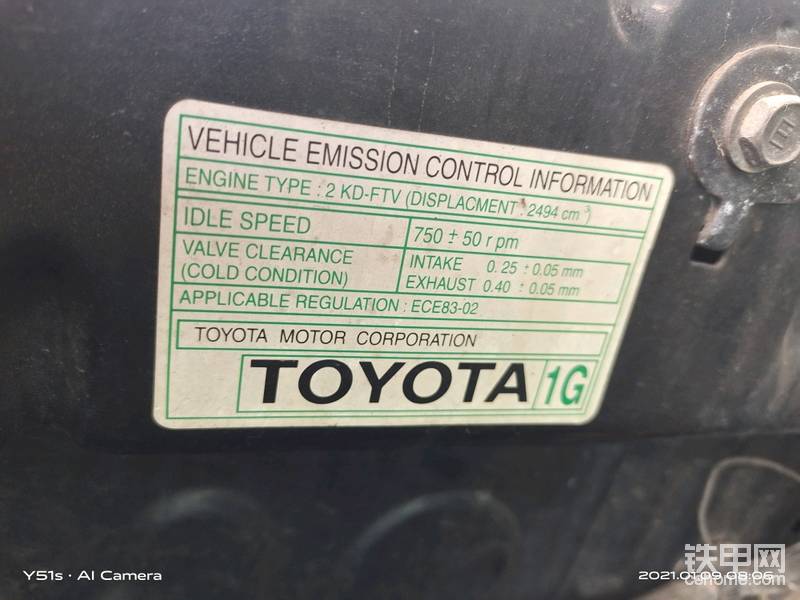 VEHICLE EMISSION CONTROL INFORMATION
ENGINE TYPE : 2 KD-FTV (DISPLACMENT : 2494 cm³)
IDLE SPEED 750 ± 50 r pm
VALVE CLEARANCE (COLD CONDITION) INTAKE 0.25 ± 0.05 mm
EXHAUST 0.40 ± 0.05 mm
APPLICABLE REGULATION : ECE83-02
TOYOTA MOTOR CORPORATION
TOYOTA 1G
Y51s · AI Camera
铁甲网
2021.01.09 08:06